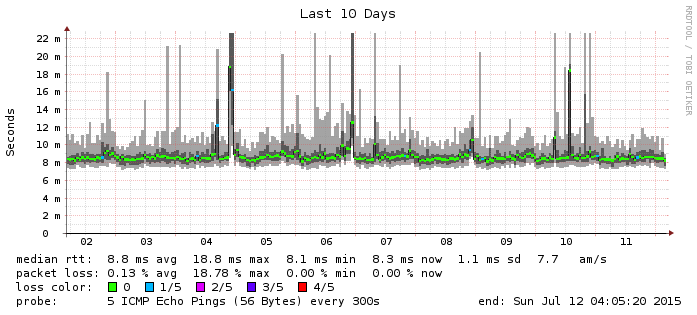 Last 10 Days
RRDTOOL / TOBI OETIKER
Seconds
22 m
20 m
18 m
16 m
14 m
12 m
10 m
8 m
6 m
4 m
2 m
0
02 03 04 05 06 07 08 09 10 11
median rtt: 8.8 ms avg 18.8 ms max 8.1 ms min 8.3 ms now 1.1 ms sd 7.7 am/s
packet loss: 0.13 % avg 18.78 % max 0.00 % min 0.00 % now
loss color: 0 1/5 2/5 3/5 4/5
probe: 5 ICMP Echo Pings (56 Bytes) every 300s end: Sun Jul 12 04:05:20 2015